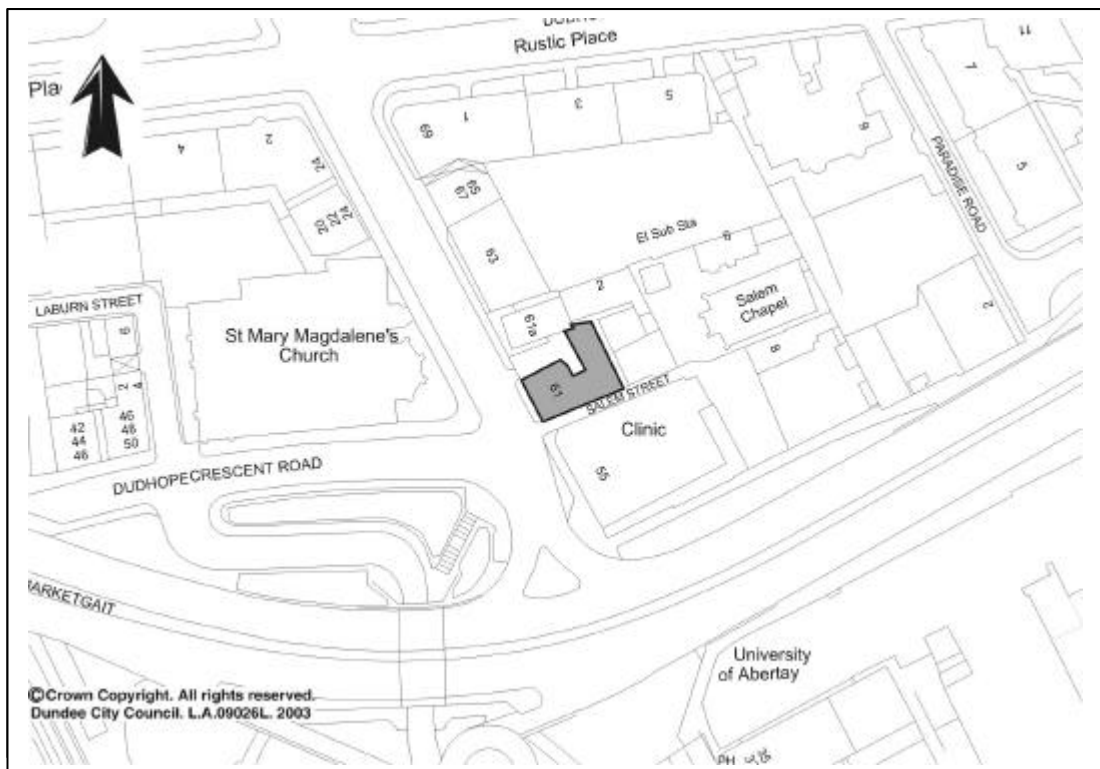 Rustic Place
Pla
11
7
5
3
1
69
6
5
PARADISE ROAD
2
4
24
24
22
20
65
67
63
El Sub Sta
9
2
Salem
Chapel
2
61a
8
61
SALEM STREET
LABURN STREET
6
St Mary Magdalene's
Church
2
4
42
44
46
46
48
50
Clinic
55
DUDHOPE CRESCENT ROAD
MARKETGAIT
University
of Abertay
©Crown Copyright. All rights reserved.
Dundee City Council. L.A.09026L. 2003
PH